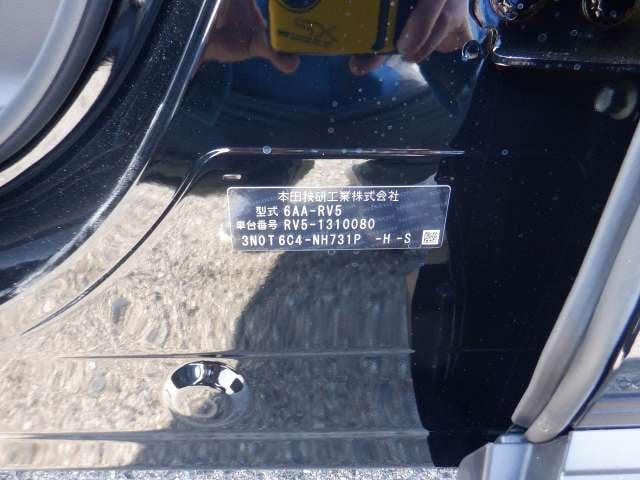 本田技研工業株式会社
型式 6AA-RV5
車台番号 RV5-1310080
3N0T6C4-NH731P -H -S